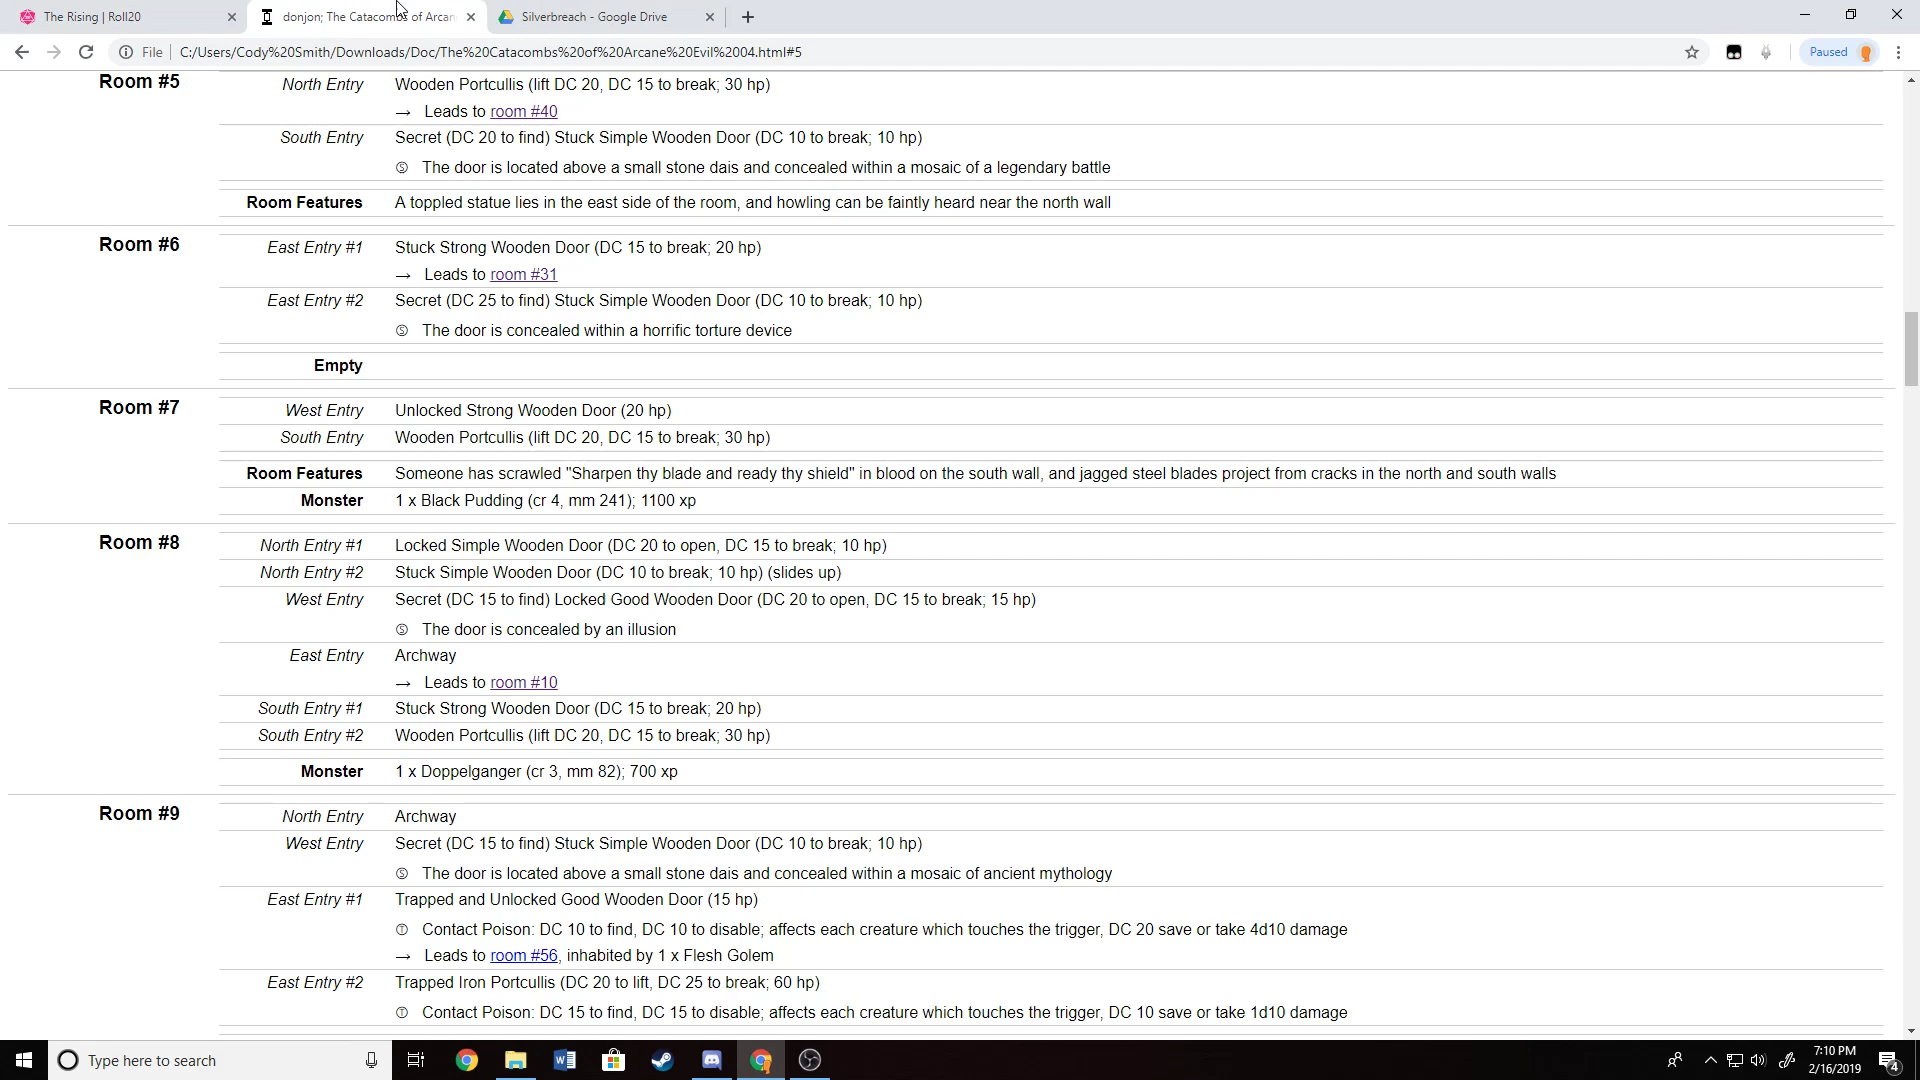 The Rising | Roll20
donjon; The Catacombs of Arcan
Silverbreach - Google Drive
File
C:/Users/Cody%20Smith/Downloads/Doc/The%20Catacombs%20of%20Arcane%20Evil%2004.html#5
Paused
Room #5
North Entry Wooden Portcullis (lift DC 20, DC 15 to break; 30 hp)
→ Leads to room #40
South Entry Secret (DC 20 to find) Stuck Simple Wooden Door (DC 10 to break; 10 hp)
Ⓢ The door is located above a small stone dais and concealed within a mosaic of a legendary battle
Room Features A toppled statue lies in the east side of the room, and howling can be faintly heard near the north wall
Room #6
East Entry #1 Stuck Strong Wooden Door (DC 15 to break; 20 hp)
→ Leads to room #31
East Entry #2 Secret (DC 25 to find) Stuck Simple Wooden Door (DC 10 to break; 10 hp)
Ⓢ The door is concealed within a horrific torture device
Empty
Room #7
West Entry Unlocked Strong Wooden Door (20 hp)
South Entry Wooden Portcullis (lift DC 20, DC 15 to break; 30 hp)
Room Features Someone has scrawled "Sharpen thy blade and ready thy shield" in blood on the south wall, and jagged steel blades project from cracks in the north and south walls
Monster 1 x Black Pudding (cr 4, mm 241); 1100 xp
Room #8
North Entry #1 Locked Simple Wooden Door (DC 20 to open, DC 15 to break; 10 hp)
North Entry #2 Stuck Simple Wooden Door (DC 10 to break; 10 hp) (slides up)
West Entry Secret (DC 15 to find) Locked Good Wooden Door (DC 20 to open, DC 15 to break; 15 hp)
Ⓢ The door is concealed by an illusion
East Entry Archway
→ Leads to room #10
South Entry #1 Stuck Strong Wooden Door (DC 15 to break; 20 hp)
South Entry #2 Wooden Portcullis (lift DC 20, DC 15 to break; 30 hp)
Monster 1 x Doppelganger (cr 3, mm 82); 700 xp
Room #9
North Entry Archway
West Entry Secret (DC 15 to find) Stuck Simple Wooden Door (DC 10 to break; 10 hp)
Ⓢ The door is located above a small stone dais and concealed within a mosaic of ancient mythology
East Entry #1 Trapped and Unlocked Good Wooden Door (15 hp)
Ⓣ Contact Poison: DC 10 to find, DC 10 to disable; affects each creature which touches the trigger, DC 20 save or take 4d10 damage
→ Leads to room #56, inhabited by 1 x Flesh Golem
East Entry #2 Trapped Iron Portcullis (DC 20 to lift, DC 25 to break; 60 hp)
Ⓣ Contact Poison: DC 15 to find, DC 15 to disable; affects each creature which touches the trigger, DC 10 save or take 1d10 damage
Type here to search
7:10 PM
2/16/2019
4